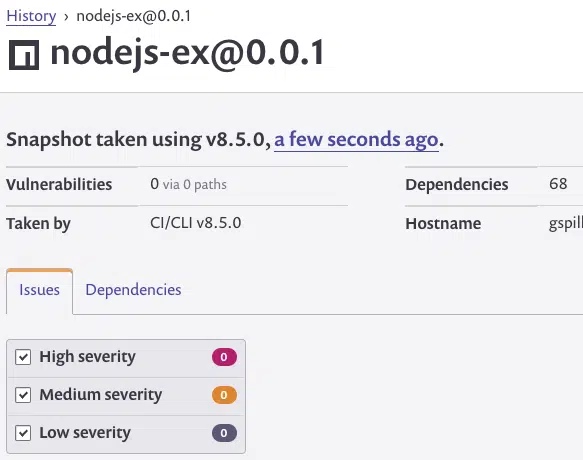 History › nodejs-ex@0.0.1
nodejs-ex@0.0.1
Snapshot taken using v8.5.0, a few seconds ago.
Vulnerabilities 0 via 0 paths Dependencies 68
Taken by CI/CLI v8.5.0 Hostname gspill
Issues Dependencies
High severity 0
Medium severity 0
Low severity 0